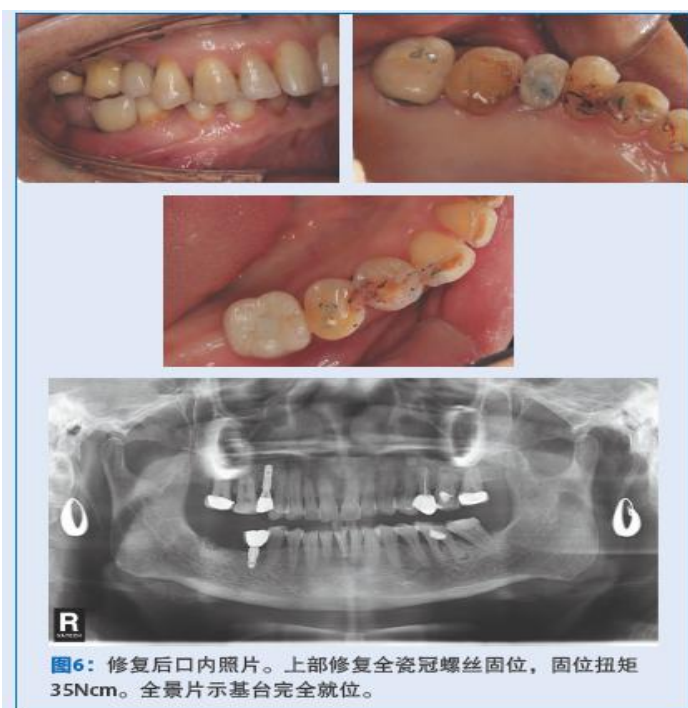 R
VATECH
图6：修复后口内照片。上部修复全瓷冠螺丝固位，固位扭矩
35Ncm。全景片示基台完全就位。